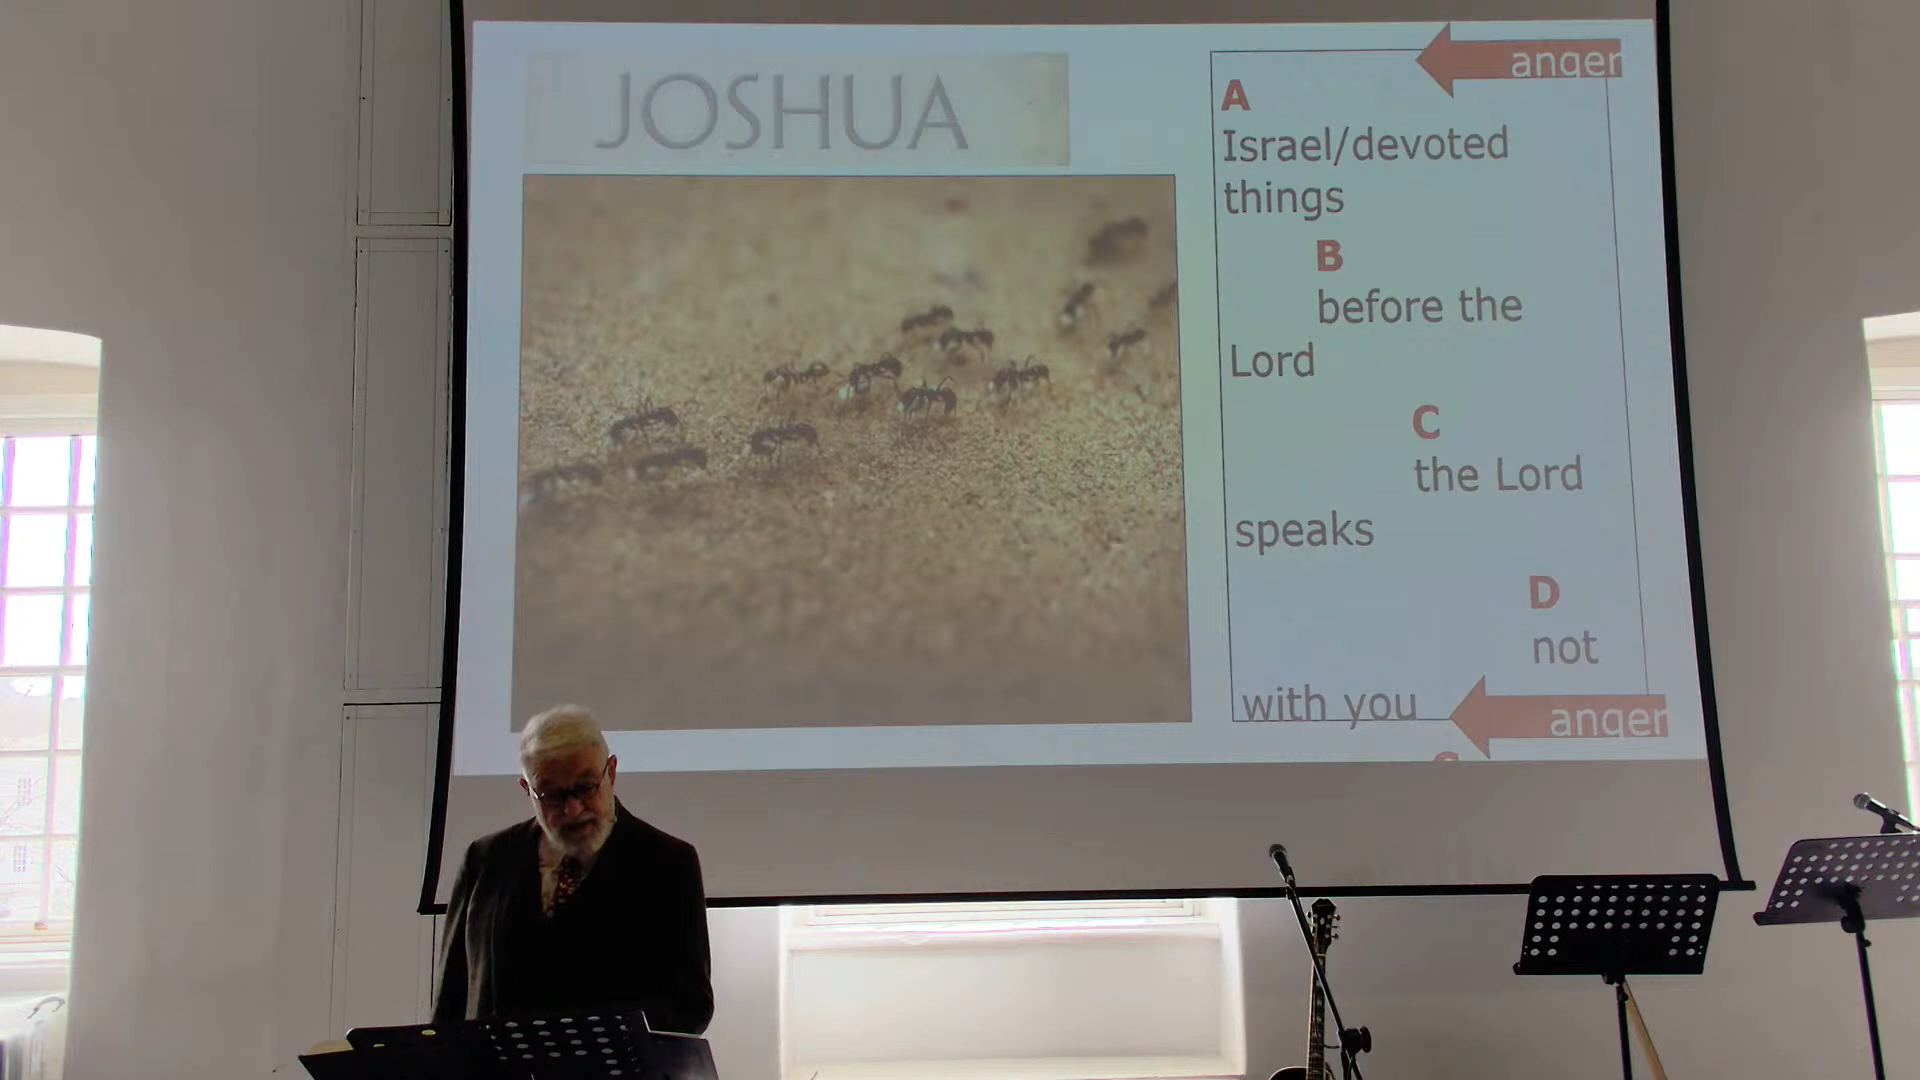 JOSHUA
anger
A
Israel/devoted
things
B
before the
Lord
C
the Lord
speaks
D
not
with you
anger